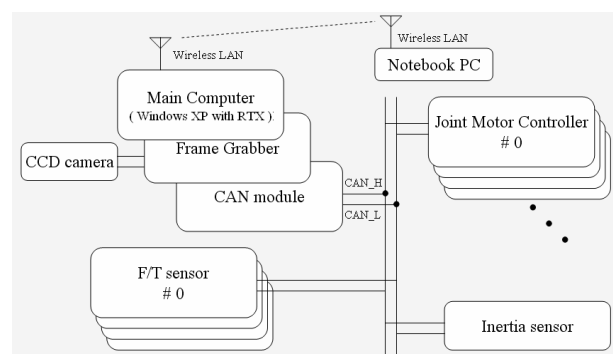 Wireless LAN
Wireless LAN
Notebook PC
Main Computer
( Windows XP with RTX )
Joint Motor Controller
# 0
Frame Grabber
CCD camera
CAN module
CAN_H
CAN_L
F/T sensor
# 0
Inertia sensor